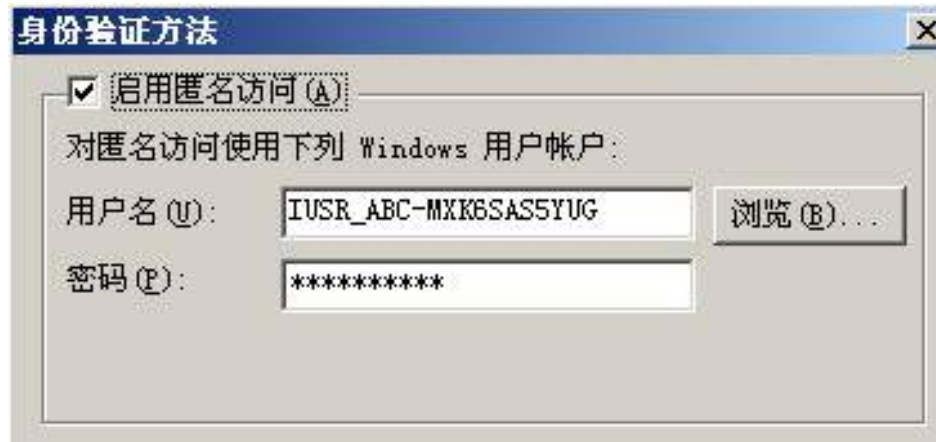 身份验证方法
启用匿名访问(A)
对匿名访问使用下列 Windows 用户帐户:
用户名(U): IUSR_ABC-MXK6SAS5YUG 浏览(B)...
密码(P): **********